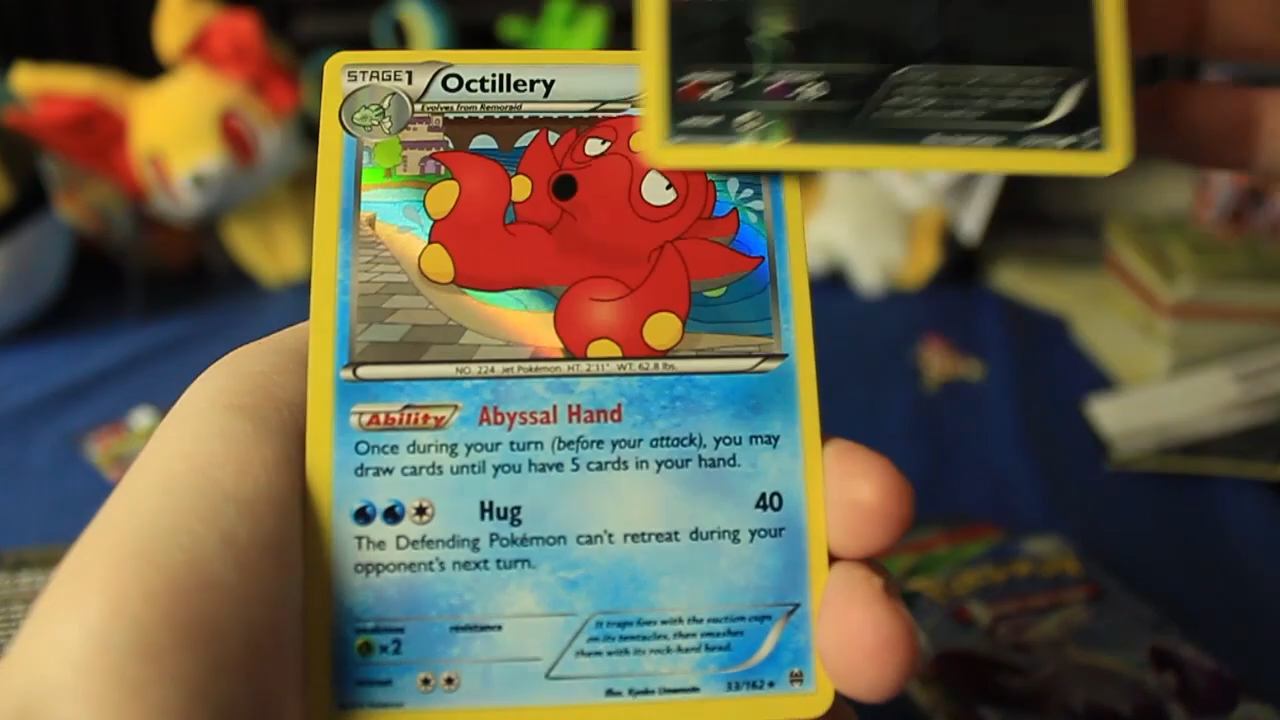 STAGE1 Octillery
Evolves from Remoraid
NO. 224 Jet Pokémon HT: 2'11" WT: 62.8 lbs.
Ability Abyssal Hand
Once during your turn (before your attack), you may
draw cards until you have 5 cards in your hand.
Hug 40
The Defending Pokémon can't retreat during your
opponent's next turn.
weakness resistance
×2
It traps foes with the suction cups
on its tentacles, then smashes
them with its rock-hard head.
retreat
Illus. Kyoko Umemoto 33/162